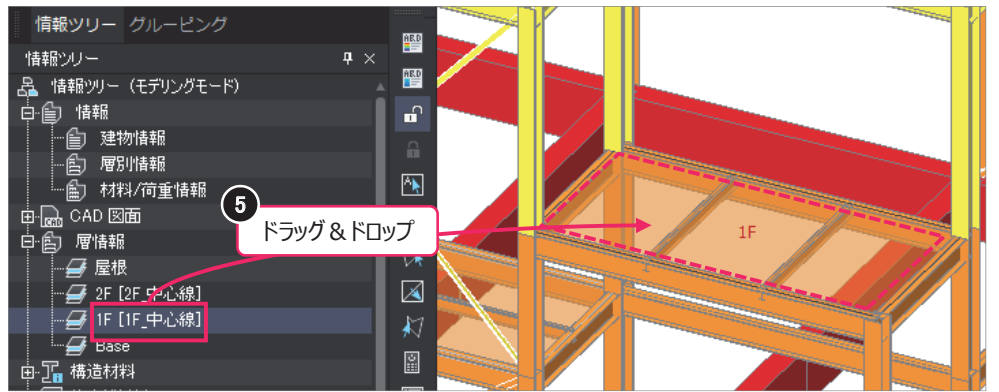 情報ツリー グルーピング
情報ツリー
情報ツリー (モデリングモード)
情報
建物情報
層別情報
材料/荷重情報
CAD 図面
層情報
屋根
2F [2F_中心線]
1F [1F_中心線]
Base
構造材料
5
ドラッグ & ドロップ
1F